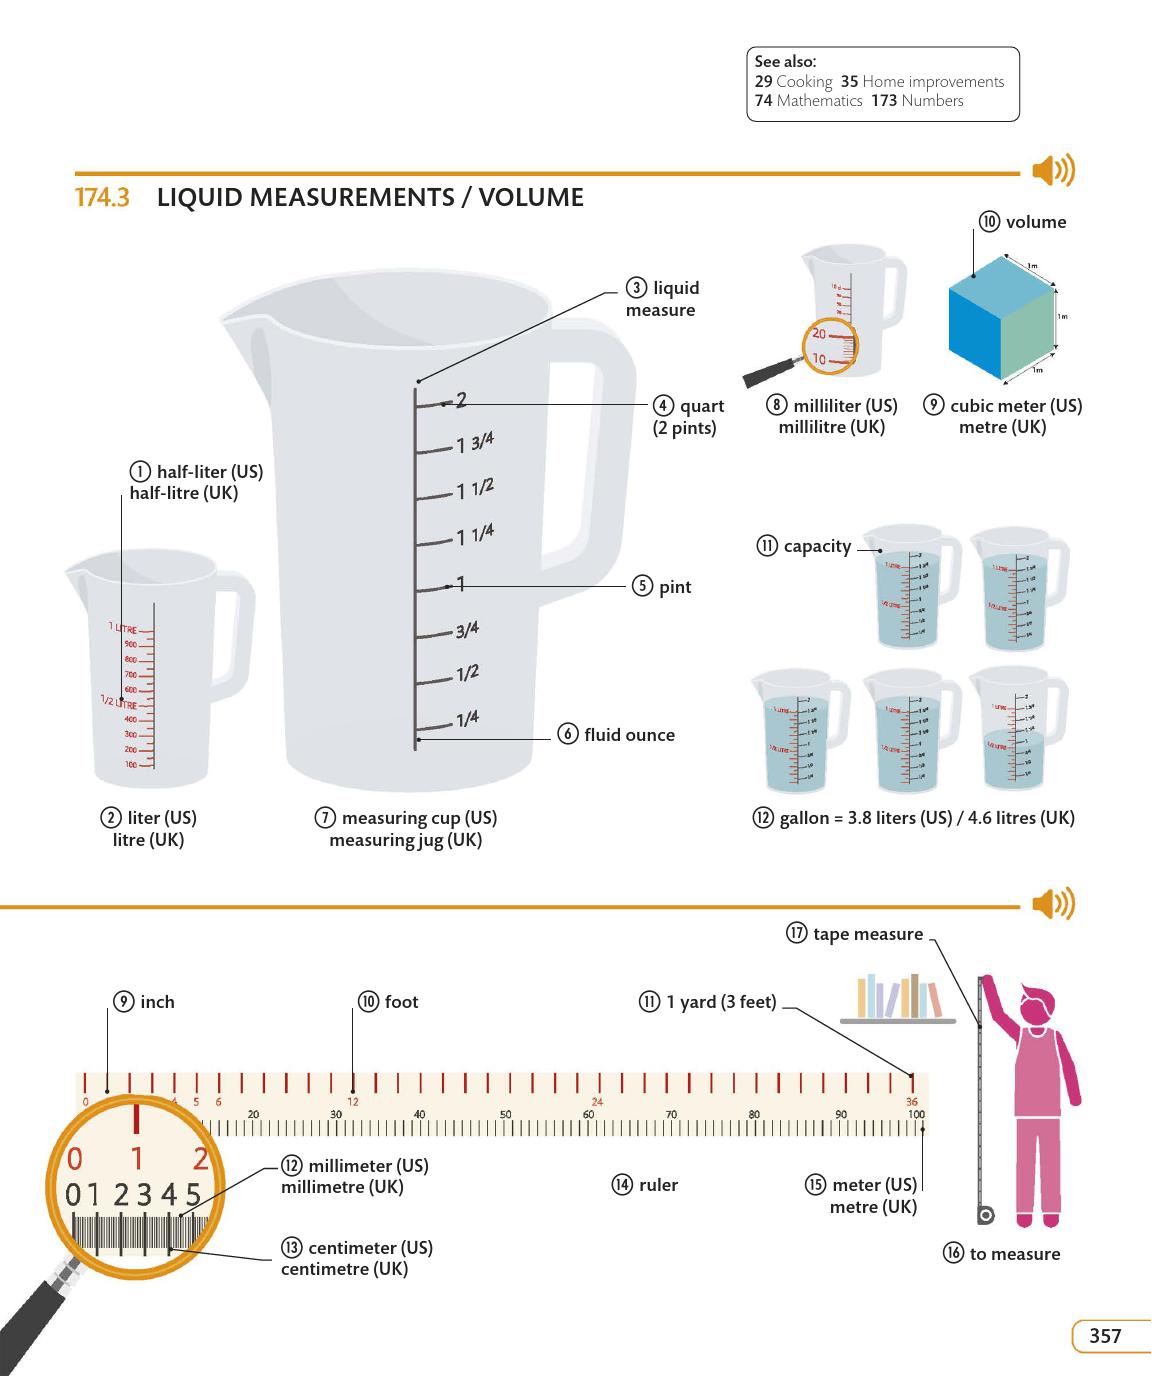 See also:
29 Cooking 35 Home improvements
74 Mathematics 173 Numbers
174.3 LIQUID MEASUREMENTS / VOLUME
10 volume
1m
1m
1m
3 liquid
measure
20
10
2
4 quart
(2 pints)
8 milliliter (US)
millilitre (UK)
9 cubic meter (US)
metre (UK)
1 3/4
1 half-liter (US)
half-litre (UK)
1 1/2
1 1/4
11 capacity
1
5 pint
3/4
1/2
1/4
6 fluid ounce
1 LITRE
900
800
700
600
1/2 LITRE
400
300
200
100
2 liter (US)
litre (UK)
7 measuring cup (US)
measuring jug (UK)
12 gallon = 3.8 liters (US) / 4.6 litres (UK)
17 tape measure
9 inch
10 foot
11 1 yard (3 feet)
0 4 5 6 12 24 36
20 30 40 50 60 70 80 90 100
0 1 2
0 1 2 3 4 5
12 millimeter (US)
millimetre (UK)
13 centimeter (US)
centimetre (UK)
14 ruler
15 meter (US)
metre (UK)
16 to measure
357